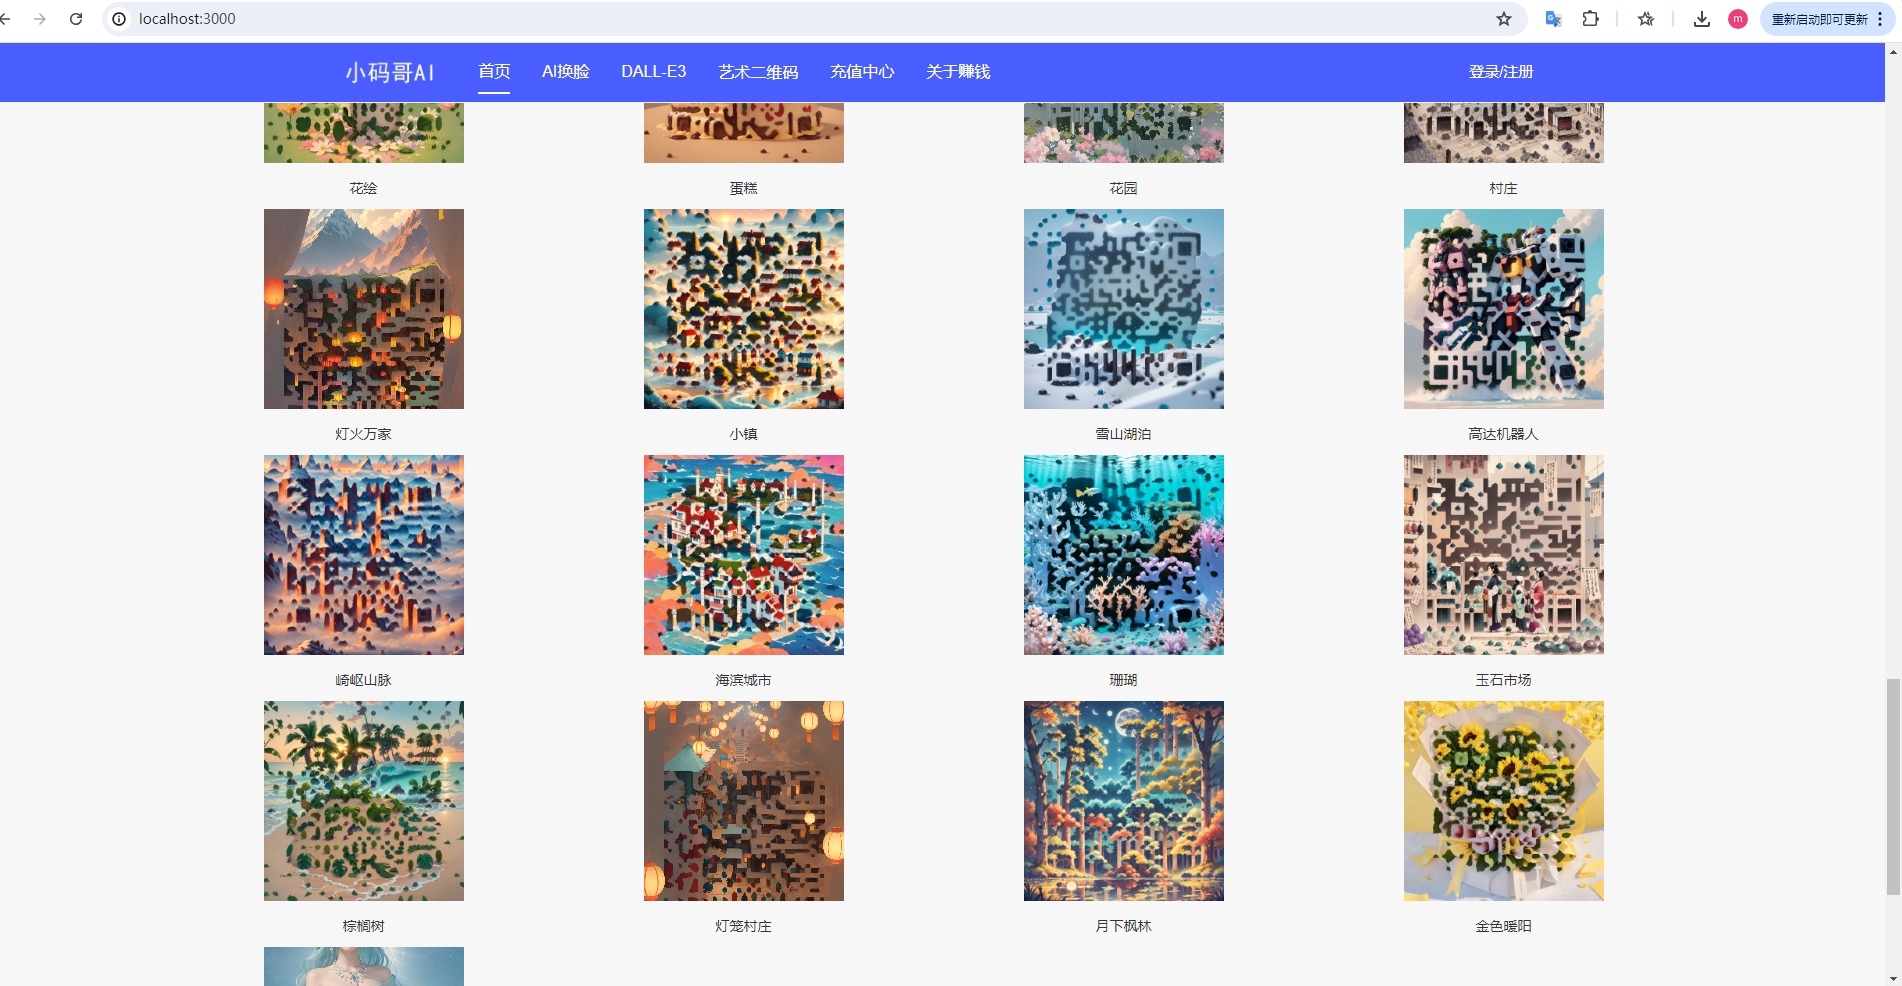 localhost:3000
m
重新启动即可更新
小码哥AI
首页
AI换脸
DALL-E3
艺术二维码
充值中心
关于赚钱
登录/注册
花绘
蛋糕
花园
村庄
灯火万家
小镇
雪山湖泊
高达机器人
崎岖山脉
海滨城市
珊瑚
玉石市场
棕榈树
灯笼村庄
月下枫林
金色暖阳